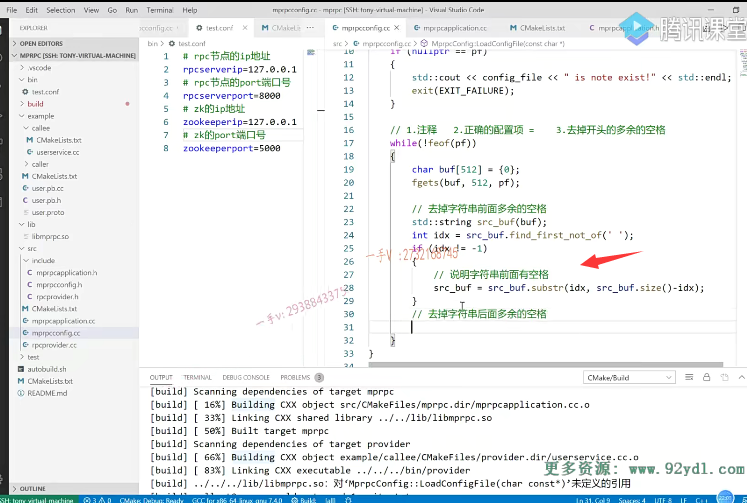 File Edit Selection View Go Run Terminal Help
mprpcconfig.cc - mprpc [SSH: tony-virtual-machine] - Visual Studio Code
腾讯课堂
EXPLORER
OPEN EDITORS
MPRPC [SSH: TONY-VIRTUAL-MACHINE]
.vscode
bin
test.conf
build
example
callee
CMakeLists.txt
userservice.cc
caller
CMakeLists.txt
user.pb.cc
user.pb.h
user.proto
lib
libmprpc.so
src
include
mprpcapplication.h
mprpcconfig.h
rpcprovider.h
CMakeLists.txt
mprpcapplication.cc
mprpcconfig.cc
rpcprovider.cc
test
autobuild.sh
CMakeLists.txt
README.md
OUTLINE
test.conf
bin > test.conf
1 # rpc节点的ip地址
2 rpcserverip=127.0.0.1
3 # rpc节点的port端口号
4 rpcserverport=8000
5 # zk的ip地址
6 zookeeperip=127.0.0.1
7 # zk的port端口号
8 zookeeperport=5000
mprpcconfig.cc mprpcapplication.cc CMakeLists.txt
src > mprpcconfig.cc > MprpcConfig::LoadConfigFile(const char *)
10 if (nullptr == pf)
11 {
12 std::cout << config_file << " is note exist!" << std::endl;
13 exit(EXIT_FAILURE);
14 }
15
16 // 1.注释 2.正确的配置项 = 3.去掉开头的多余的空格
17 while(!feof(pf))
18 {
19 char buf[512] = {0};
20 fgets(buf, 512, pf);
21
22 // 去掉字符串前面多余的空格
23 std::string src_buf(buf);
24 int idx = src_buf.find_first_not_of(' ');
25 if (idx != -1)
26 {
27 // 说明字符串前面有空格
28 src_buf = src_buf.substr(idx, src_buf.size()-idx);
29 }
30 // 去掉字符串后面多余的空格
31
32 }
33 }
一手V :2732168745
一手v: 2938843375
OUTPUT TERMINAL DEBUG CONSOLE PROBLEMS 3
CMake/Build
[build] Scanning dependencies of target mprpc
[build] [ 16%] Building CXX object src/CMakeFiles/mprpc.dir/mprpcapplication.cc.o
[build] [ 33%] Linking CXX shared library ../../lib/libmprpc.so
[build] [ 50%] Built target mprpc
[build] Scanning dependencies of target provider
[build] [ 66%] Building CXX object example/callee/CMakeFiles/provider.dir/userservice.cc.o
[build] [ 83%] Linking CXX executable ../../../bin/provider
[build] ../../../lib/libmprpc.so: 对‘MprpcConfig::LoadConfigFile(char const*)’未定义的引用
更多资源: www.92ydl.com
SSH: tony-virtual-machine 3 0 CMake: Debug: Ready GCC for x86_64 linux gnu 7.4.0 Build [all] Ln 31, Col 9 Spaces: 4 UTF-8 LF C++